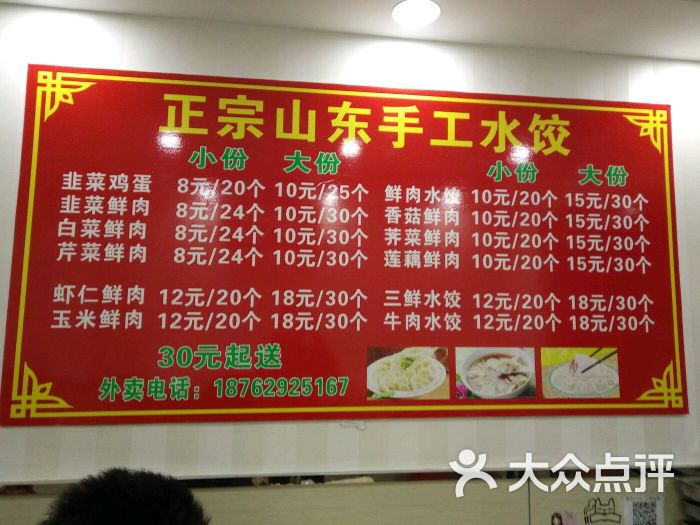 正宗山东手工水饺
小份 大份
韭菜鸡蛋 8元/20个 10元/25个
韭菜鲜肉 8元/24个 10元/30个
白菜鲜肉 8元/24个 10元/30个
芹菜鲜肉 8元/24个 10元/30个
虾仁鲜肉 12元/20个 18元/30个
玉米鲜肉 12元/20个 18元/30个
小份 大份
鲜肉水饺 10元/20个 15元/30个
香菇鲜肉 10元/20个 15元/30个
荠菜鲜肉 10元/20个 15元/30个
莲藕鲜肉 10元/20个 15元/30个
三鲜水饺 12元/20个 18元/30个
牛肉水饺 12元/20个 18元/30个
30元起送
外卖电话：18762925167
大众点评